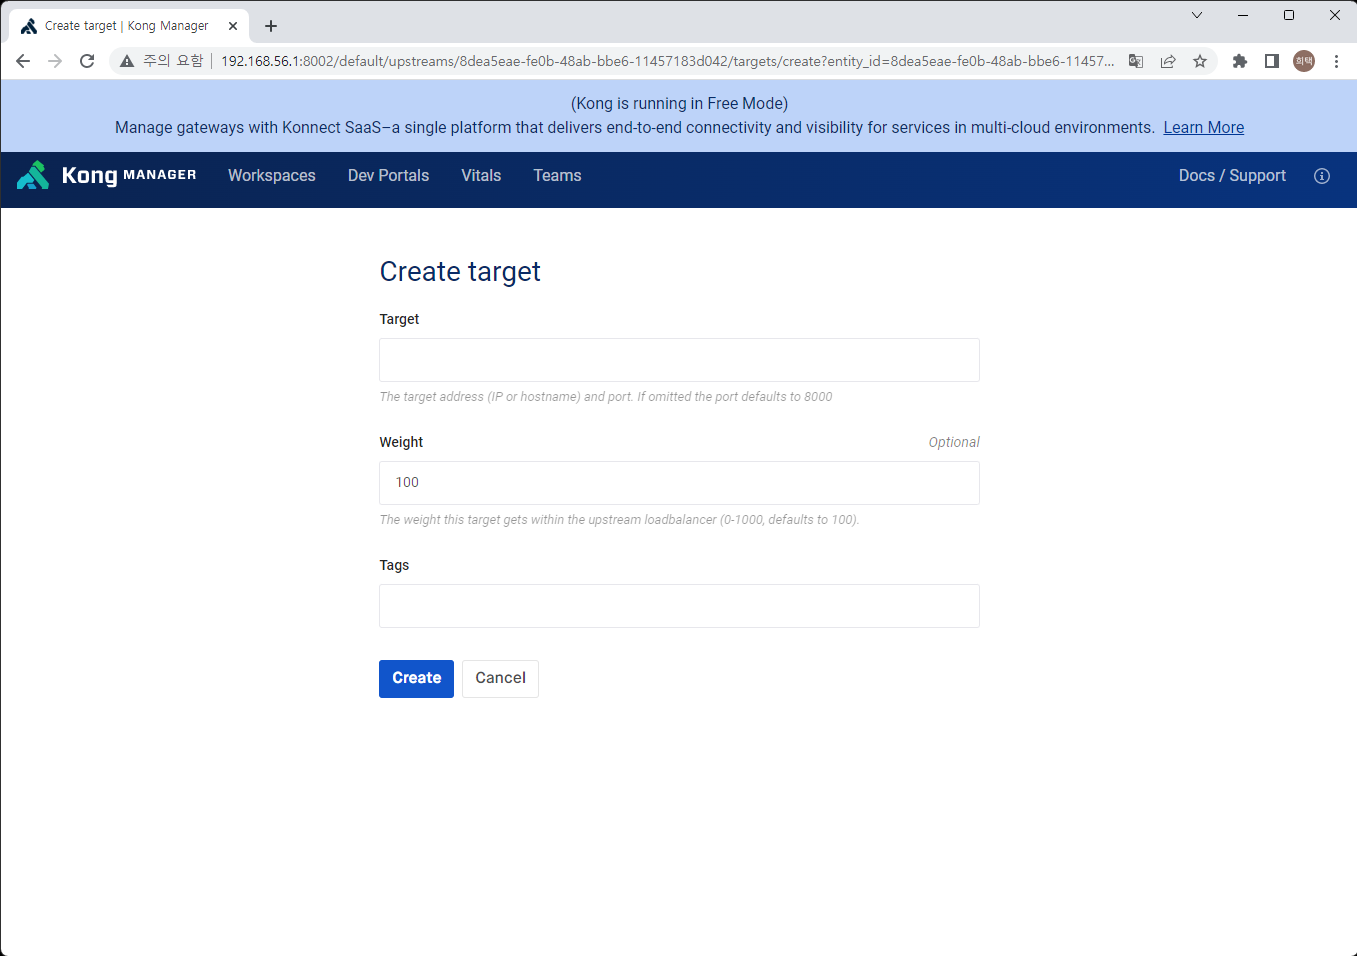 Create target | Kong Manager
주의 요함 192.168.56.1:8002/default/upstreams/8dea5eae-fe0b-48ab-bbe6-11457183d042/targets/create?entity_id=8dea5eae-fe0b-48ab-bbe6-11457... 희택
(Kong is running in Free Mode)
Manage gateways with Konnect SaaS–a single platform that delivers end-to-end connectivity and visibility for services in multi-cloud environments. Learn More
Kong MANAGER Workspaces Dev Portals Vitals Teams Docs / Support
Create target
Target
The target address (IP or hostname) and port. If omitted the port defaults to 8000
Weight Optional
100
The weight this target gets within the upstream loadbalancer (0-1000, defaults to 100).
Tags
Create Cancel